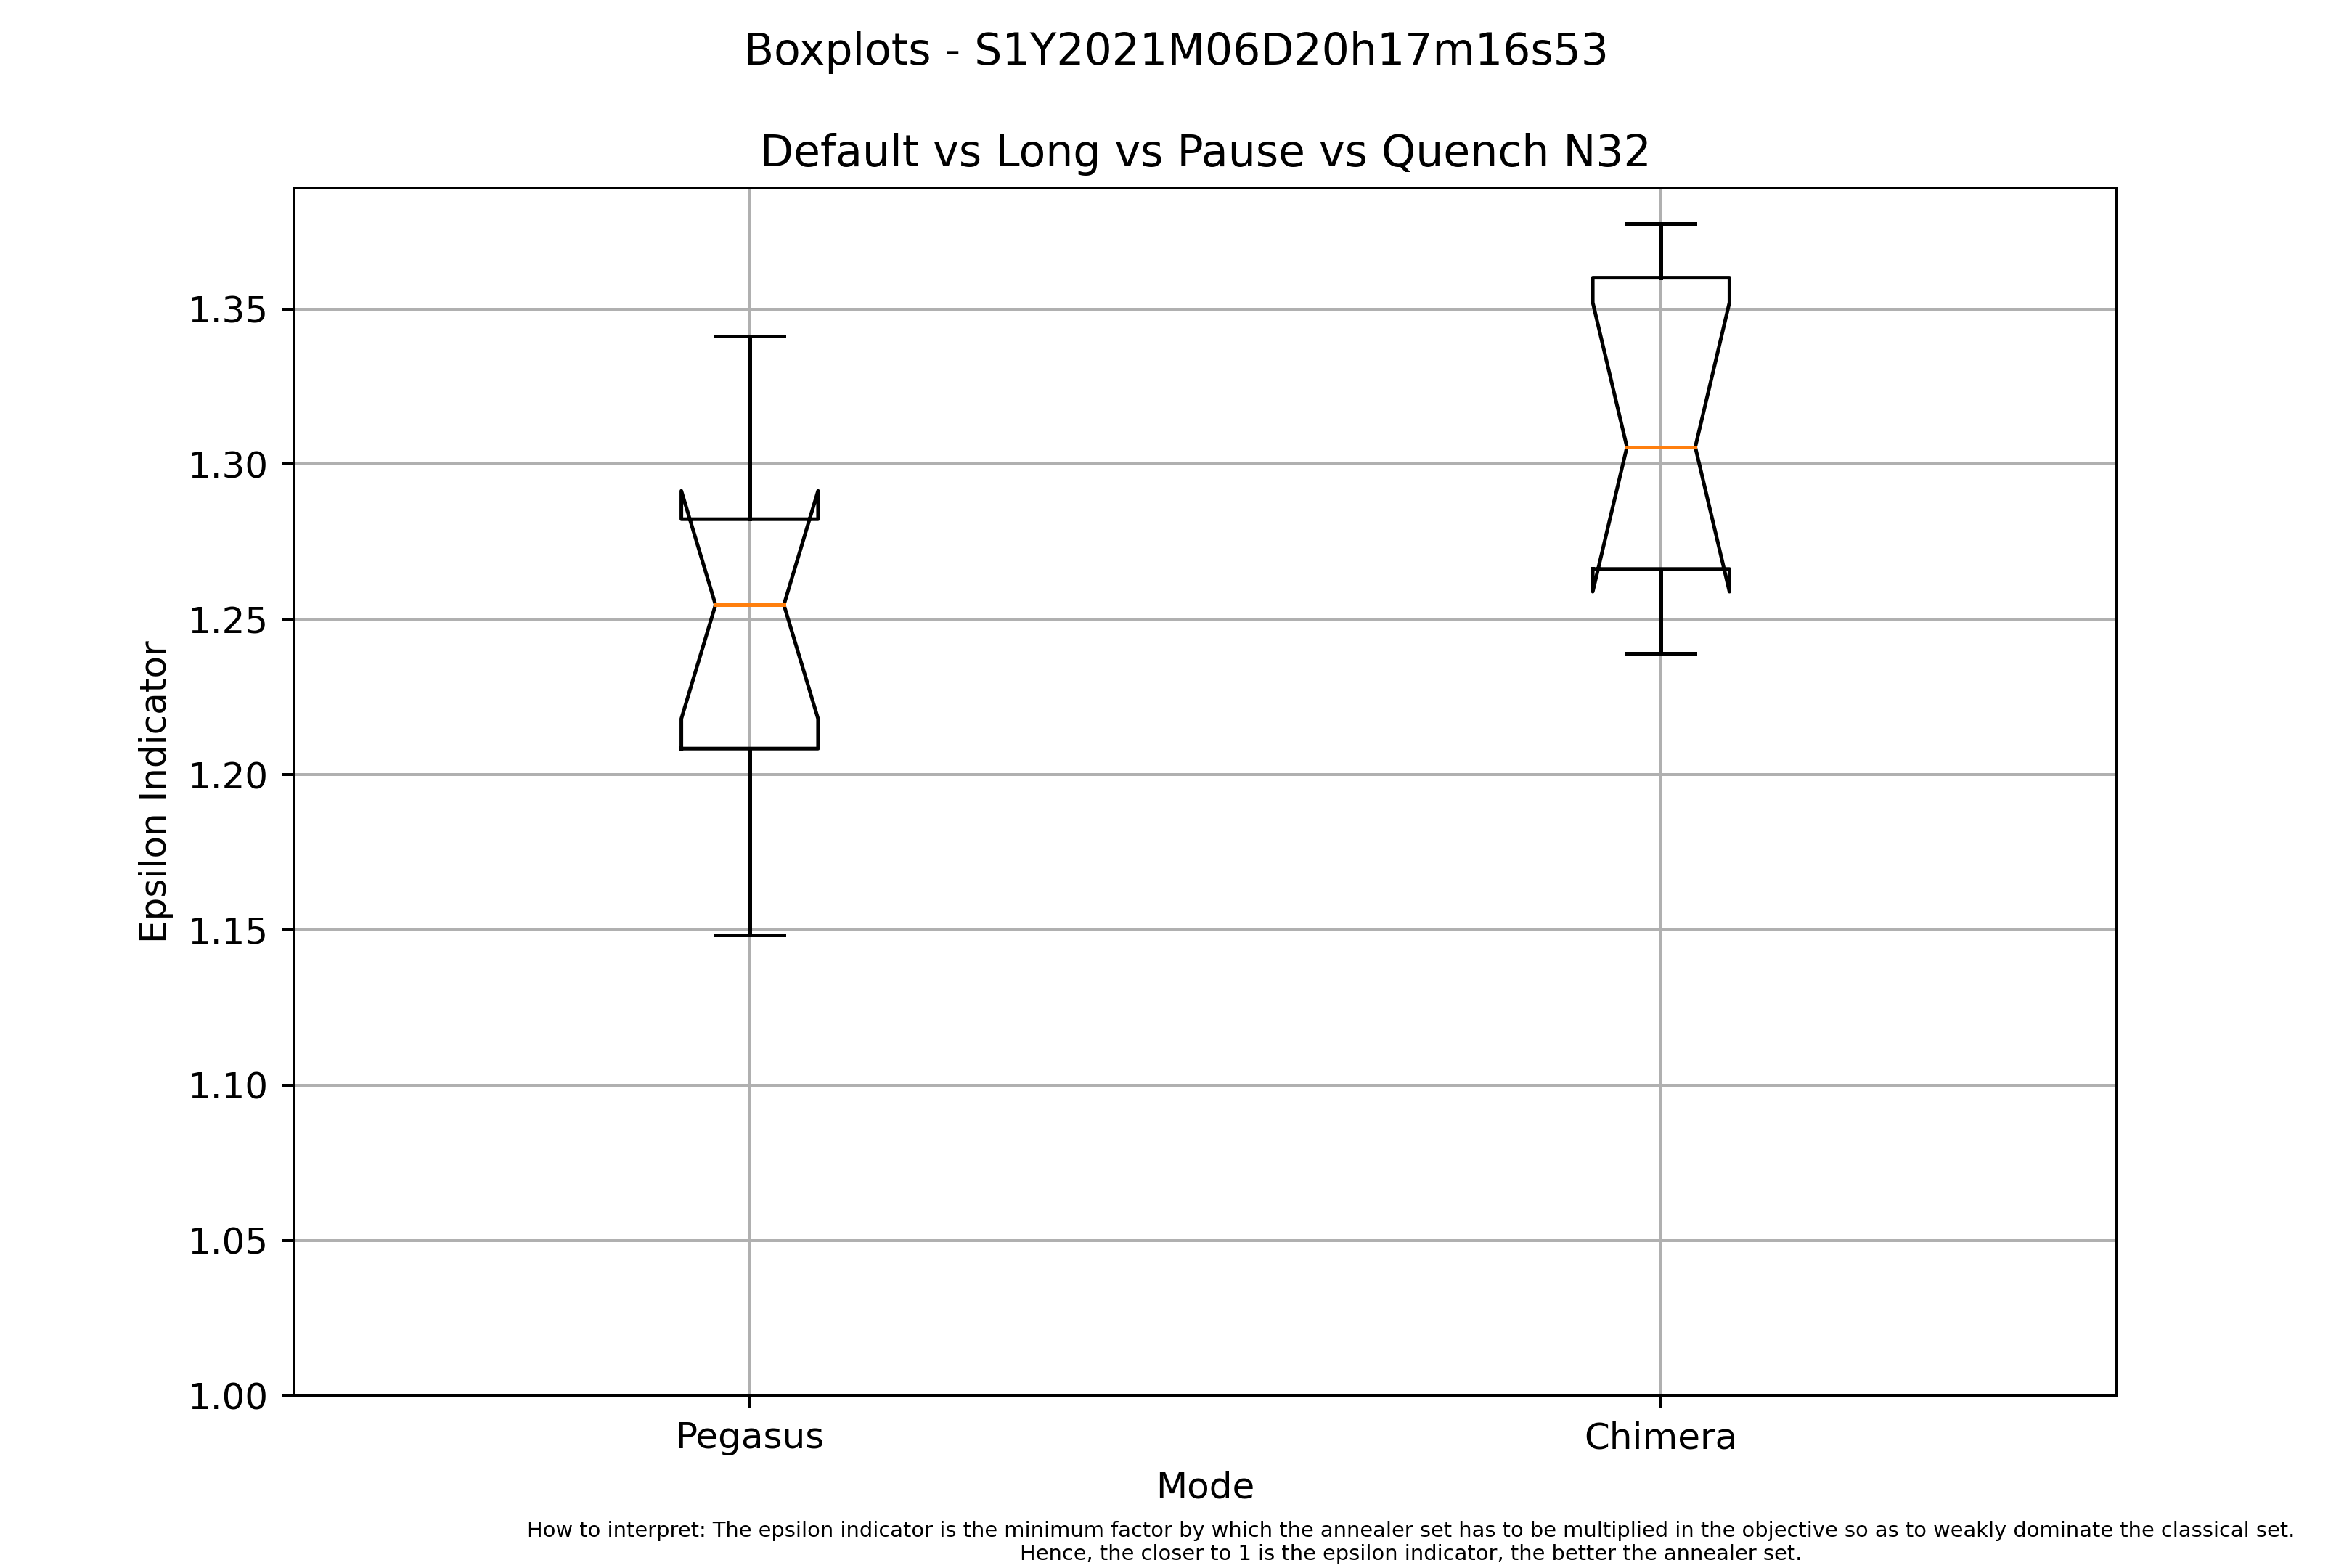 Boxplots - S1Y2021M06D20h17m16s53
Default vs Long vs Pause vs Quench N32
1.35
1.30
1.25
1.20
1.15
1.10
1.05
1.00
Epsilon Indicator
Pegasus
Chimera
Mode
How to interpret: The epsilon indicator is the minimum factor by which the annealer set has to be multiplied in the objective so as to weakly dominate the classical set.
Hence, the closer to 1 is the epsilon indicator, the better the annealer set.